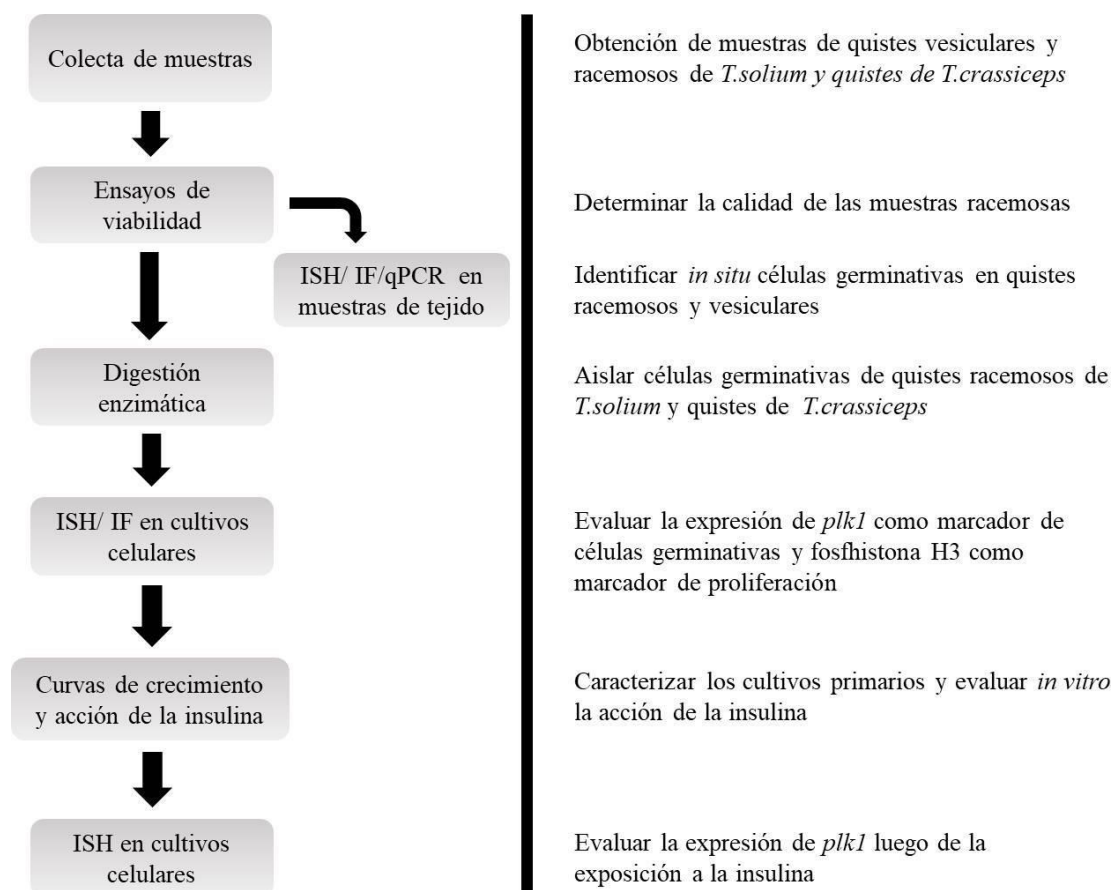 Colecta de muestras
Obtención de muestras de quistes vesiculares y
racemosos de T.solium y quistes de T.crassiceps
Ensayos de
viabilidad
Determinar la calidad de las muestras racemosas
ISH/ IF/qPCR en
muestras de tejido
Identificar in situ células germinativas en quistes
racemosos y vesiculares
Digestión
enzimática
Aislar células germinativas de quistes racemosos de
T.solium y quistes de T.crassiceps
ISH/ IF en cultivos
celulares
Evaluar la expresión de plk1 como marcador de
células germinativas y fosfhistona H3 como
marcador de proliferación
Curvas de crecimiento
y acción de la insulina
Caracterizar los cultivos primarios y evaluar in vitro
la acción de la insulina
ISH en cultivos
celulares
Evaluar la expresión de plk1 luego de la
exposición a la insulina